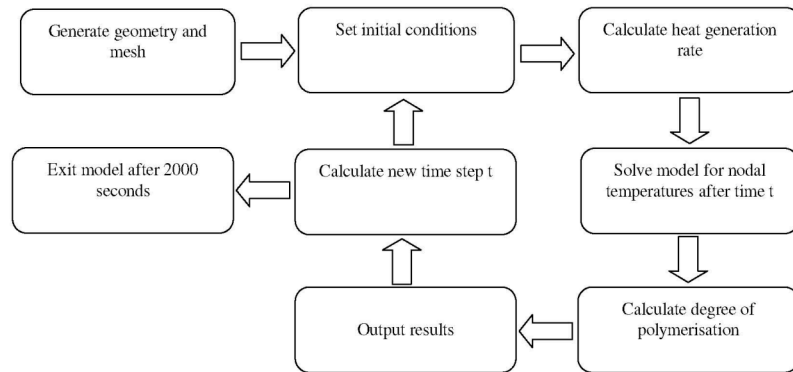 Generate geometry and
mesh
Set initial conditions
Calculate heat generation
rate
Exit model after 2000
seconds
Calculate new time step t
Solve model for nodal
temperatures after time t
Output results
Calculate degree of
polymerisation